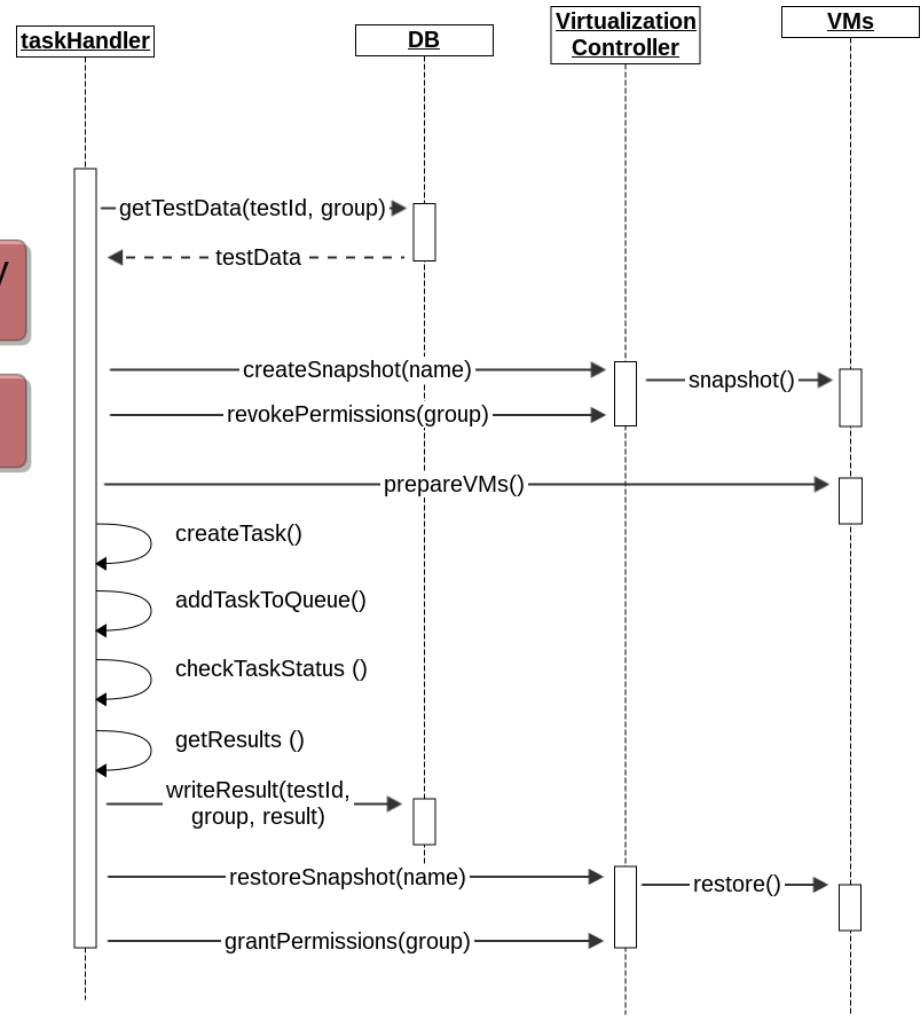 taskHandler
DB
Virtualization
Controller
VMs
getTestData(testId, group)
testData
createSnapshot(name)
snapshot()
revokePermissions(group)
prepareVMs()
createTask()
addTaskToQueue()
checkTaskStatus ()
getResults ()
writeResult(testId,
group, result)
restoreSnapshot(name)
restore()
grantPermissions(group)